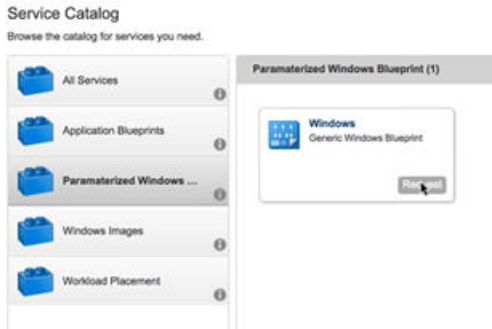 Service Catalog
Browse the catalog for services you need.
All Services
Application Blueprints
Paramaterized Windows ...
Windows Images
Workload Placement
Paramaterized Windows Blueprint (1)
Windows
Generic Windows Blueprint
Request